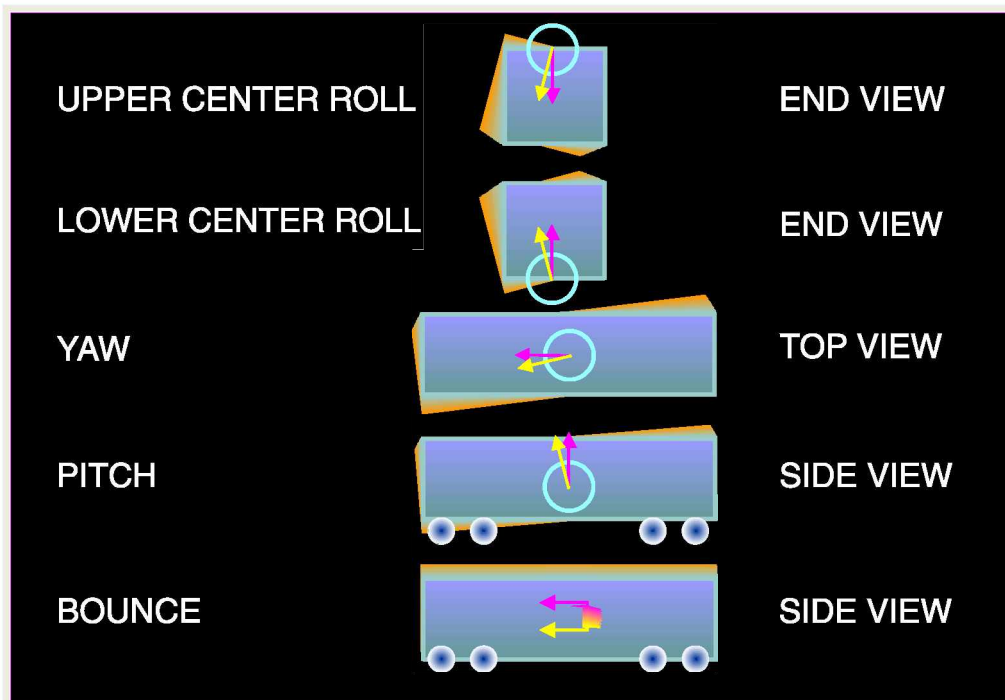 UPPER CENTER ROLL
END VIEW
LOWER CENTER ROLL
END VIEW
YAW
TOP VIEW
PITCH
SIDE VIEW
BOUNCE
SIDE VIEW